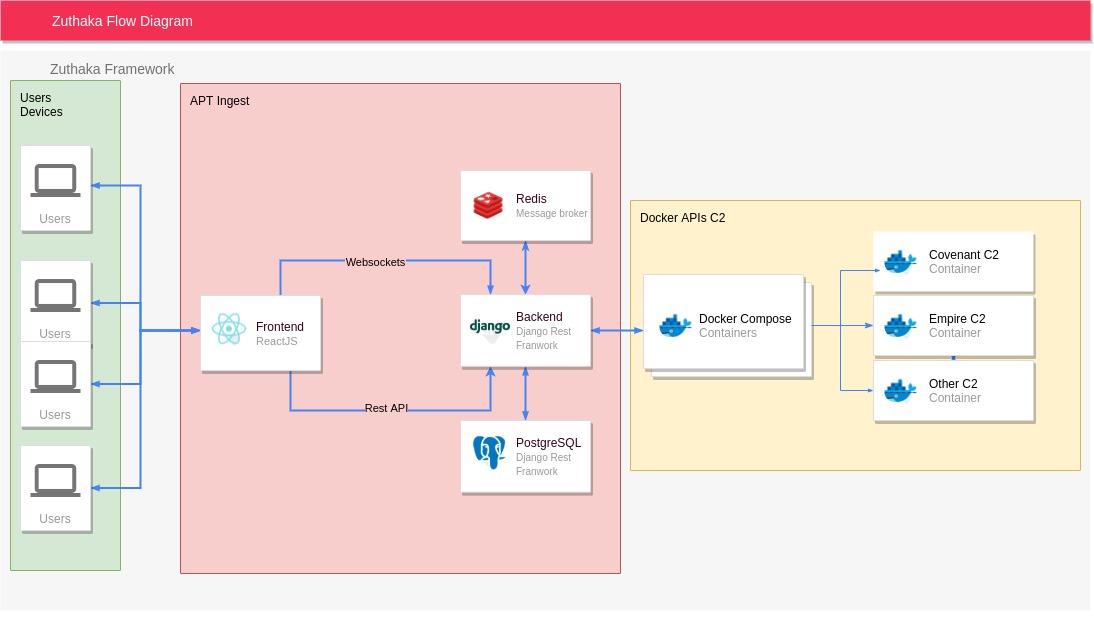 Zuthaka Flow Diagram
Zuthaka Framework
Users
Devices
Users
Users
Users
Users
APT Ingest
Redis
Message broker
Websockets
Frontend
ReactJS
django
Backend
Django Rest
Franwork
Rest API
PostgreSQL
Django Rest
Franwork
Docker APIs C2
Docker Compose
Containers
Covenant C2
Container
Empire C2
Container
Other C2
Container